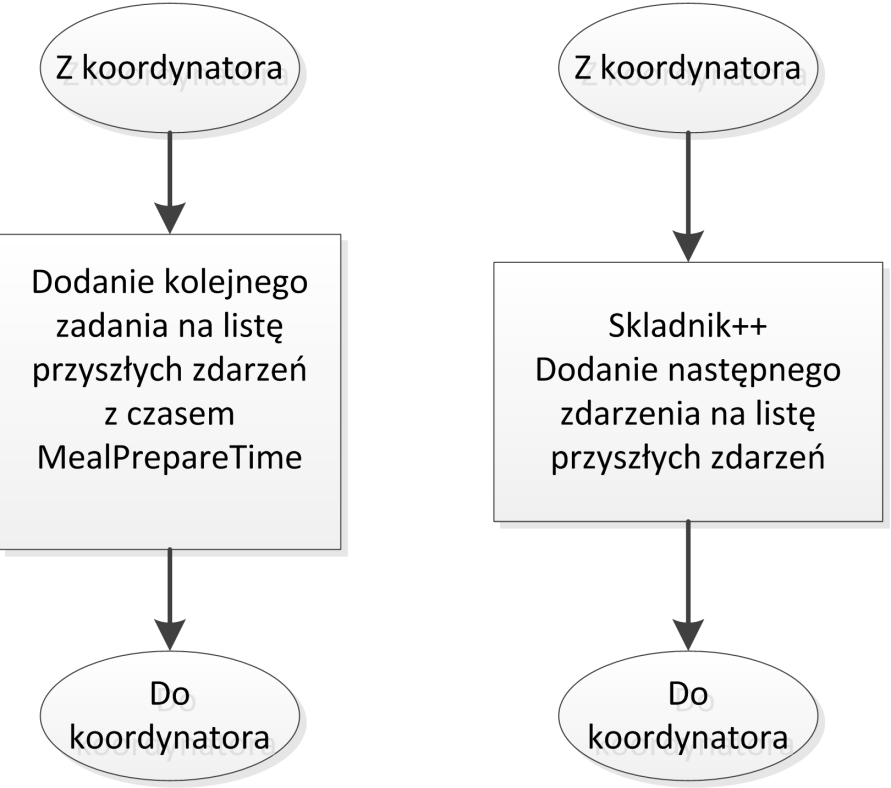 Z koordynatora
Dodanie kolejnego
zadania na listę
przyszłych zdarzeń
z czasem
MealPrepareTime
Do
koordynatora
Z koordynatora
Skladnik++
Dodanie następnego
zdarzenia na listę
przyszłych zdarzeń
Do
koordynatora